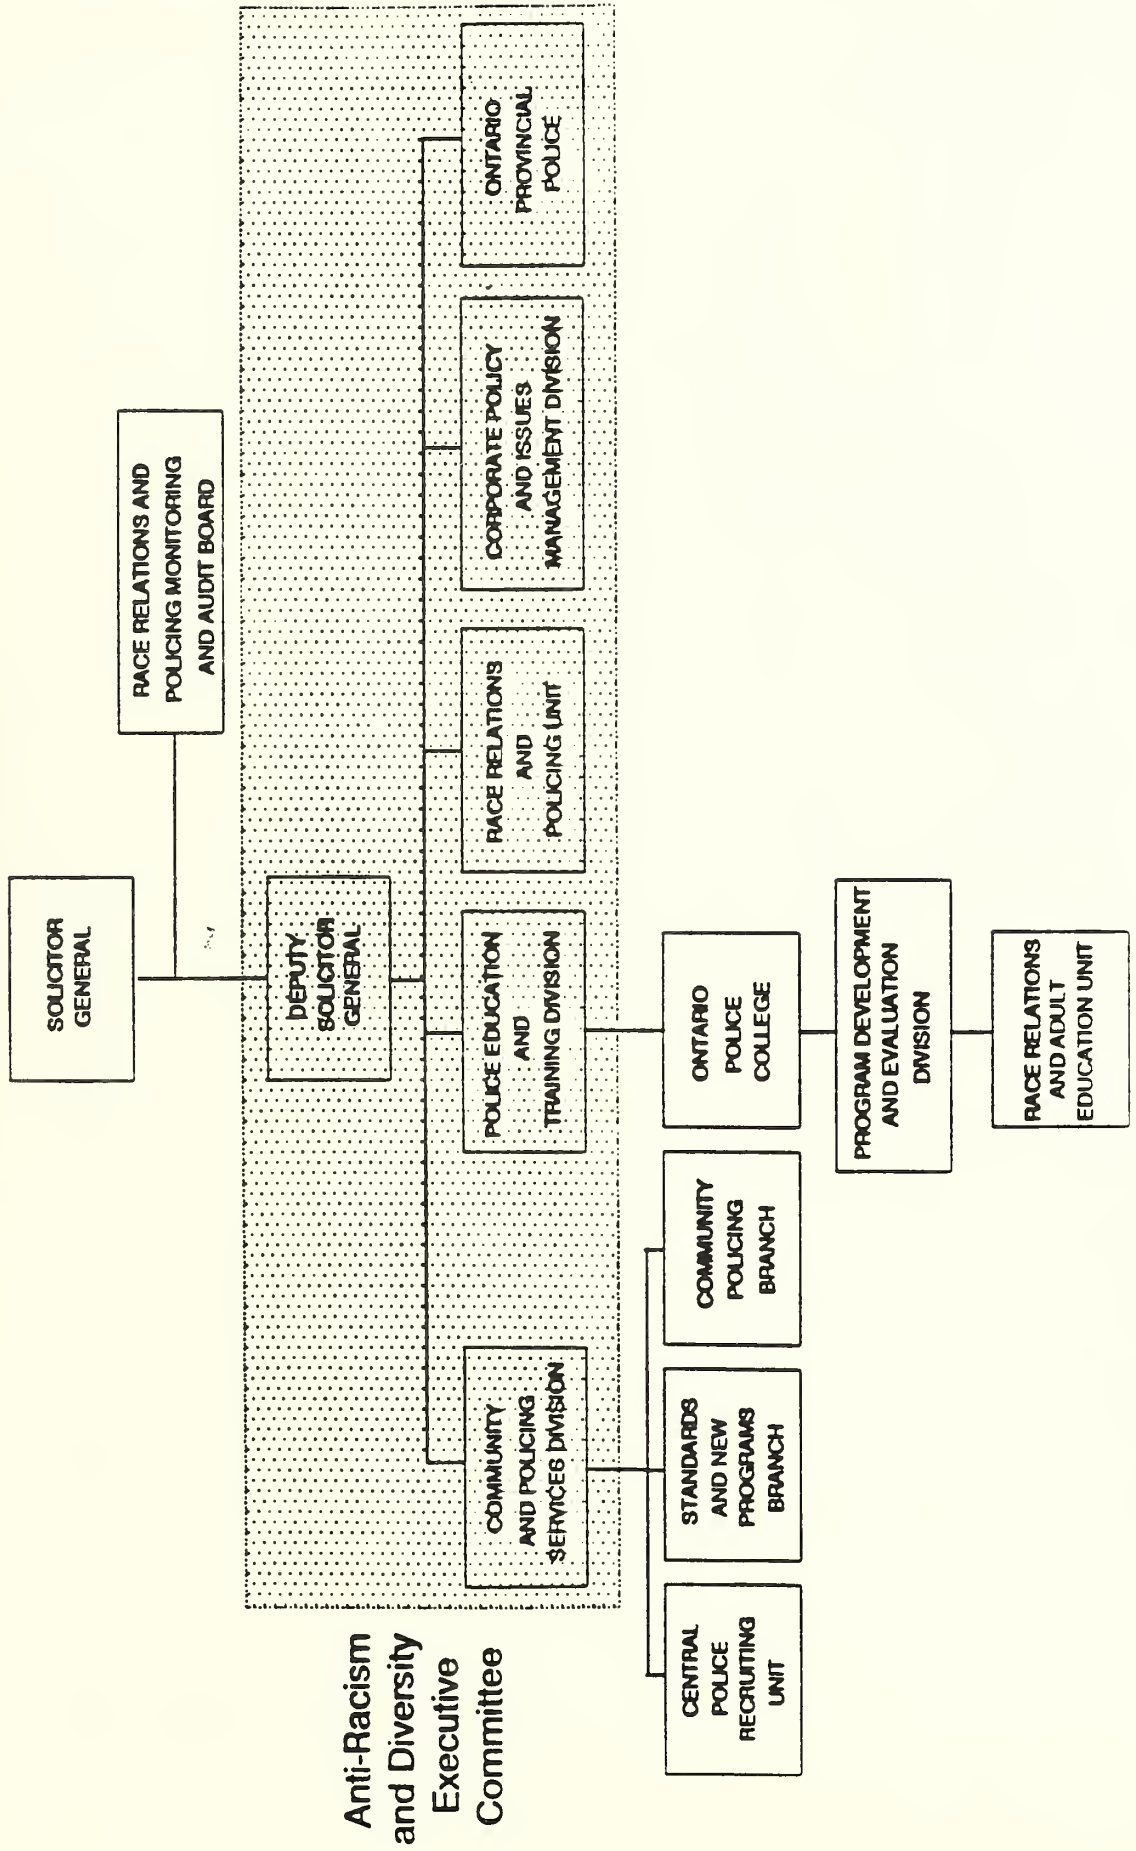 SOLICITOR
GENERAL
RACE RELATIONS AND
POLICING MONITORING
AND AUDIT BOARD
Anti-Racism
and Diversity
Executive
Committee
DEPUTY
SOLICITOR
GENERAL
COMMUNITY
AND POLICING
SERVICES DIVISION
POLICE EDUCATION
AND
TRAINING DIVISION
RACE RELATIONS
AND
POLICING UNIT
CORPORATE POLICY
AND ISSUES
MANAGEMENT DIVISION
ONTARIO
PROVINCIAL
POLICE
CENTRAL
POLICE
RECRUITING
UNIT
STANDARDS
AND NEW
PROGRAMS
BRANCH
COMMUNITY
POLICING
BRANCH
ONTARIO
POLICE
COLLEGE
PROGRAM DEVELOPMENT
AND EVALUATION
DIVISION
RACE RELATIONS
AND ADULT
EDUCATION UNIT